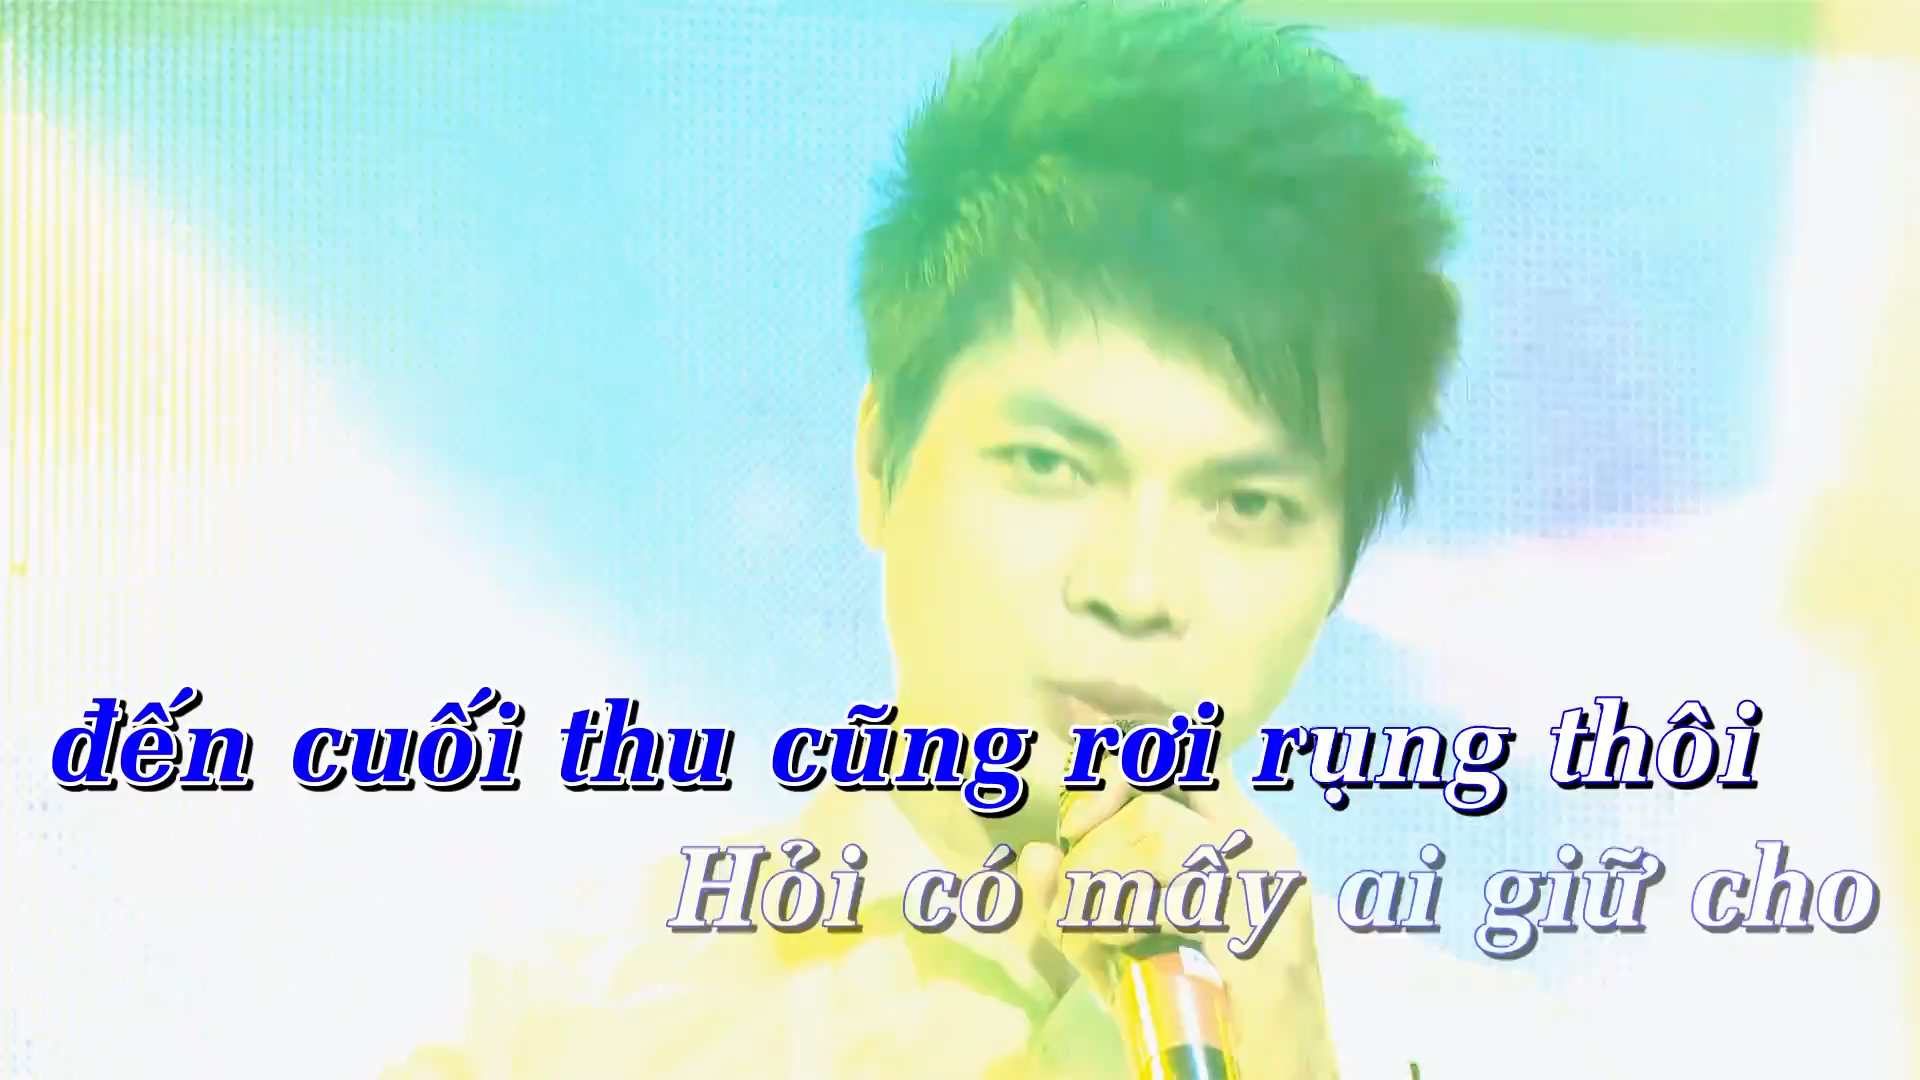 đến cuối thu cũng rơi rụng thôi
Hỏi có mấy ai giữ cho